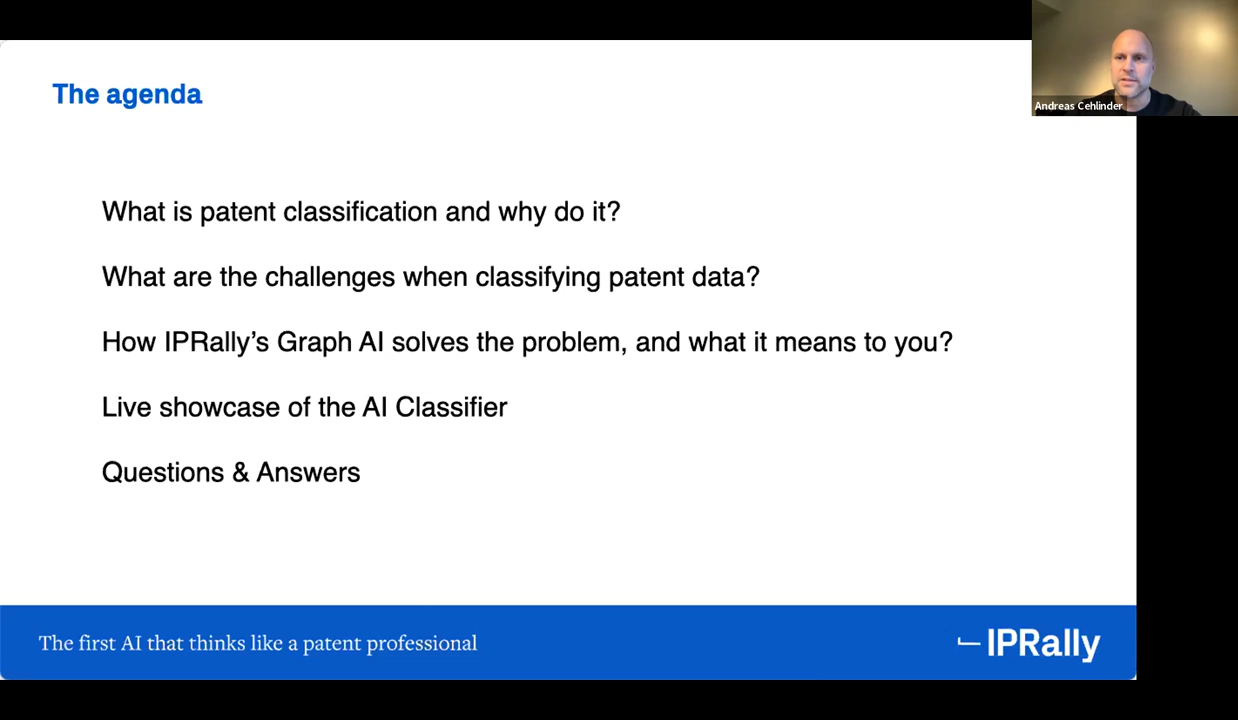 The agenda
Andreas Cehlinder
What is patent classification and why do it?
What are the challenges when classifying patent data?
How IPRally’s Graph AI solves the problem, and what it means to you?
Live showcase of the AI Classifier
Questions & Answers
The first AI that thinks like a patent professional
IPRally